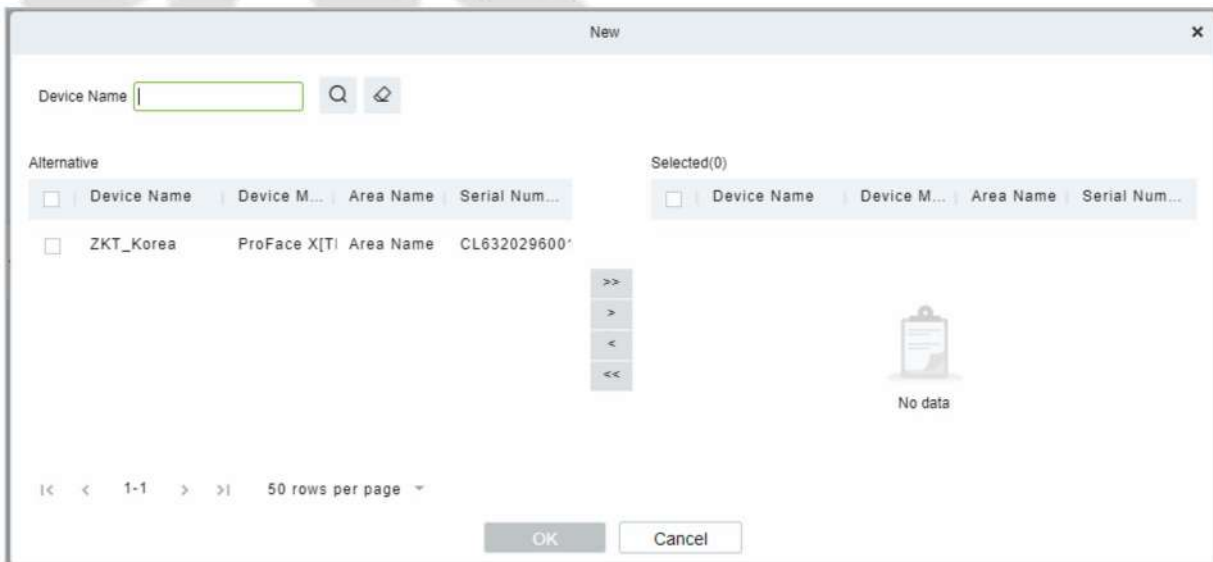 New
Device Name
Alternative
Selected(0)
Device Name Device M... Area Name Serial Num...
Device Name Device M... Area Name Serial Num...
ZKT_Korea ProFace X[T Area Name CL632029600
>>
>
<
<<
No data
1-1 50 rows per page
OK Cancel